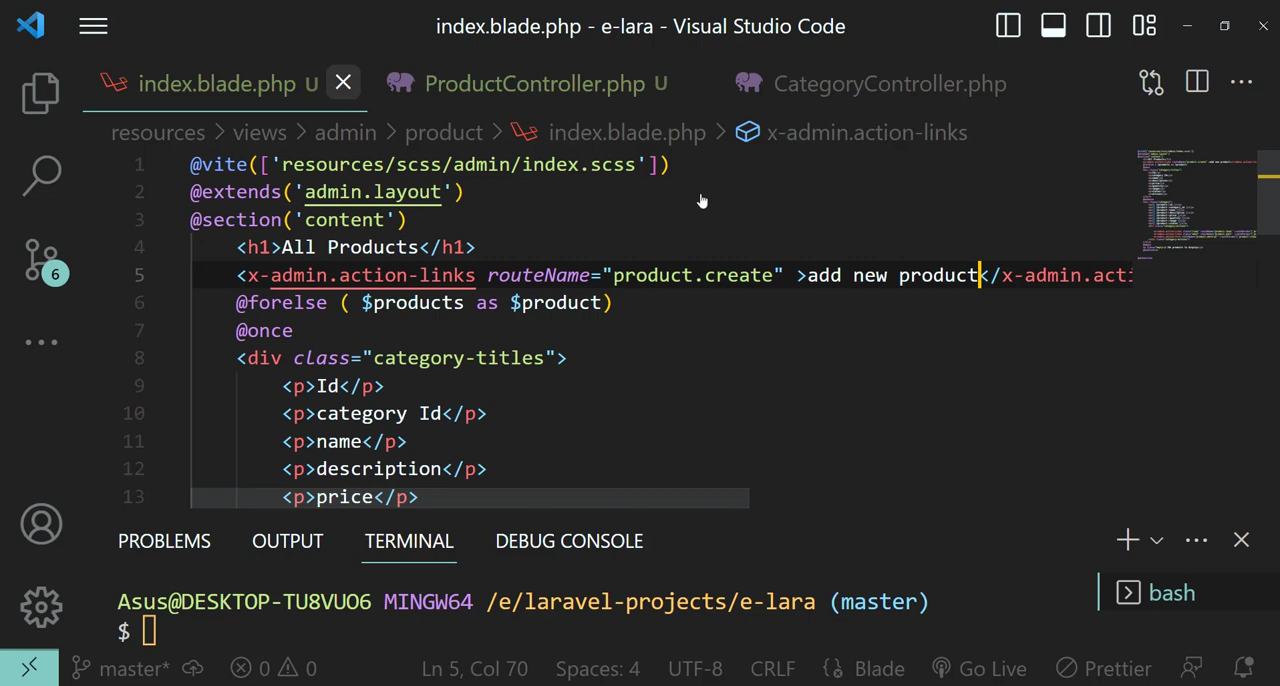 index.blade.php - e-lara - Visual Studio Code
index.blade.php U ProductController.php U CategoryController.php
resources > views > admin > product > index.blade.php > x-admin.action-links
1 @vite(['resources/scss/admin/index.scss'])
2 @extends('admin.layout')
3 @section('content')
4 <h1>All Products</h1>
5 <x-admin.action-links routeName="product.create" >add new product</x-admin.acti
6 @forelse ( $products as $product)
7 @once
8 <div class="category-titles">
9 <p>Id</p>
10 <p>category Id</p>
11 <p>name</p>
12 <p>description</p>
13 <p>price</p>
6
PROBLEMS OUTPUT TERMINAL DEBUG CONSOLE
Asus@DESKTOP-TU8VUO6 MINGW64 /e/laravel-projects/e-lara (master)
$
bash
master* 0 0 Ln 5, Col 70 Spaces: 4 UTF-8 CRLF Blade Go Live Prettier